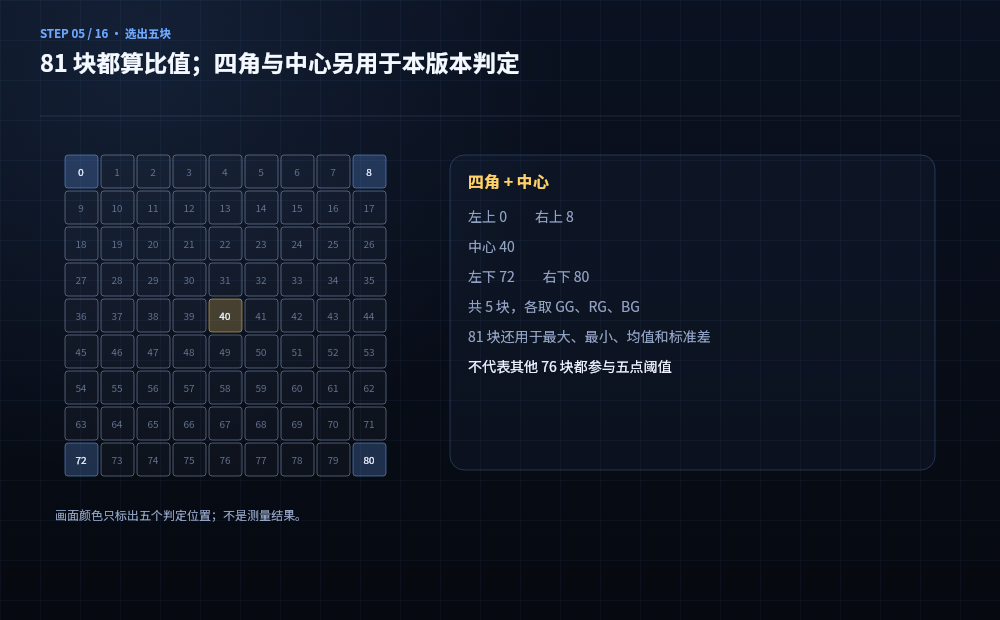 STEP 05 / 16 • 选出五块
81 块都算比值；四角与中心另用于本版本判定
0 1 2 3 4 5 6 7 8
9 10 11 12 13 14 15 16 17
18 19 20 21 22 23 24 25 26
27 28 29 30 31 32 33 34 35
36 37 38 39 40 41 42 43 44
45 46 47 48 49 50 51 52 53
54 55 56 57 58 59 60 61 62
63 64 65 66 67 68 69 70 71
72 73 74 75 76 77 78 79 80
四角 + 中心
左上 0 右上 8
中心 40
左下 72 右下 80
共 5 块，各取 GG、RG、BG
81 块还用于最大、最小、均值和标准差
不代表其他 76 块都参与五点阈值
画面颜色只标出五个判定位置；不是测量结果。